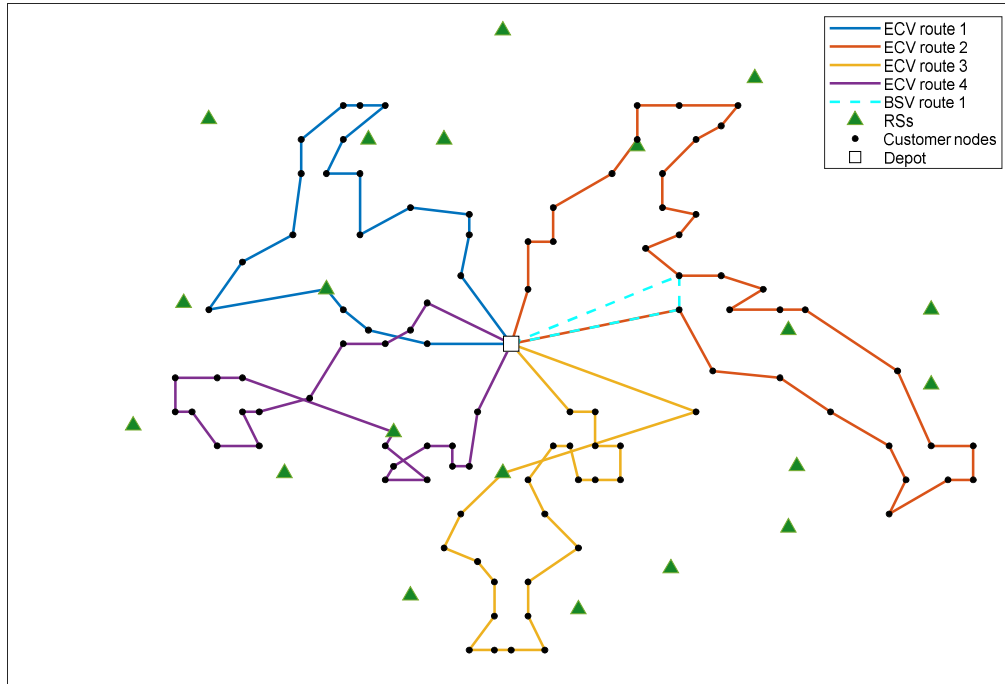 ECV route 1
ECV route 2
ECV route 3
ECV route 4
BSV route 1
RSs
Customer nodes
Depot